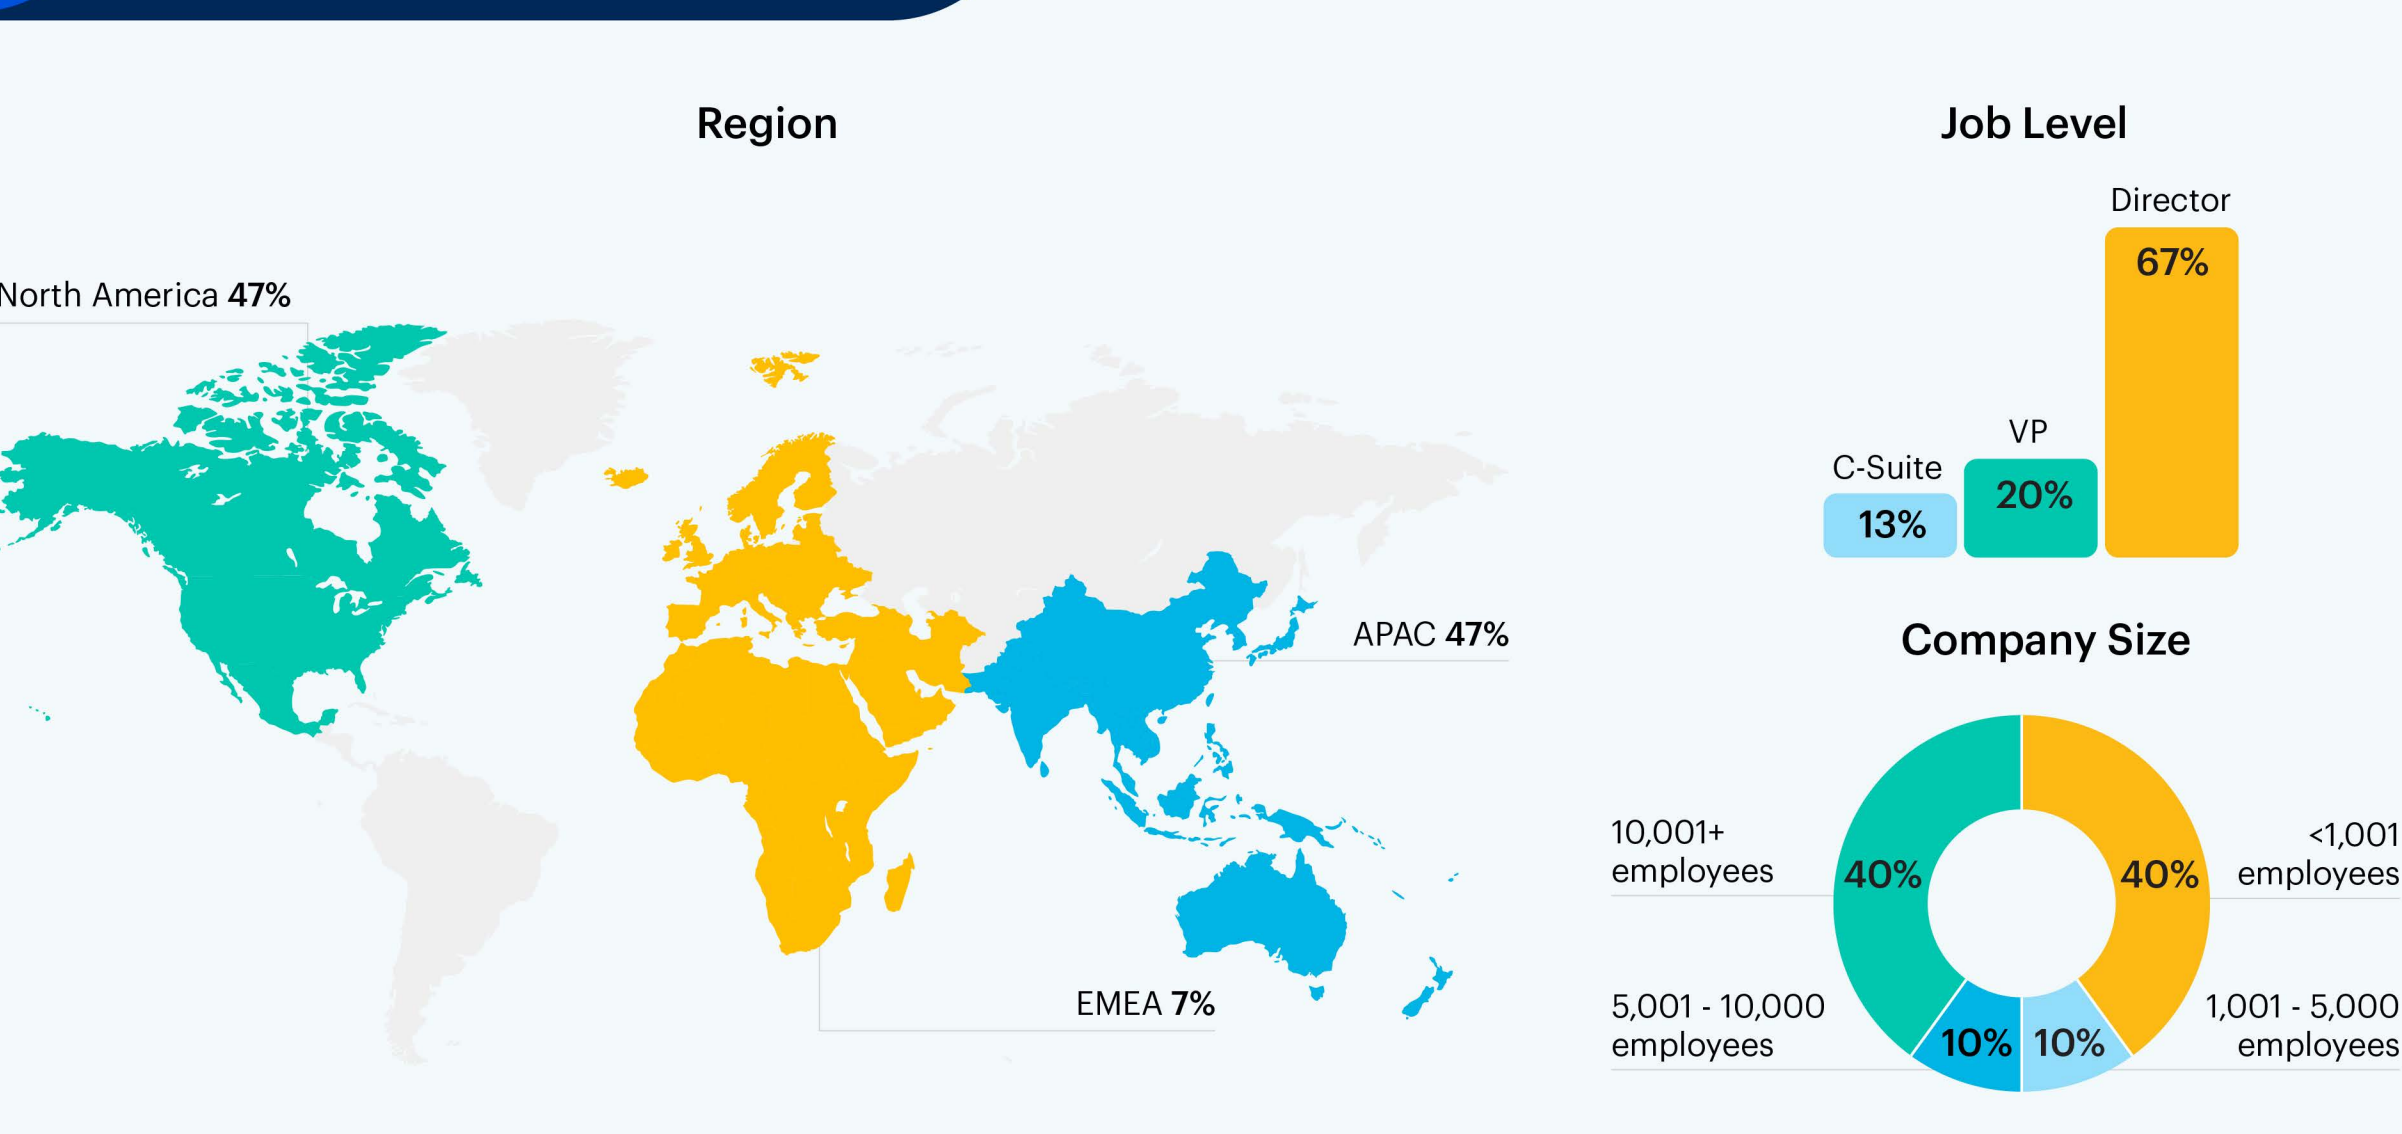 Region
North America 47%
APAC 47%
EMEA 7%
Job Level
Director
67%
VP
20%
C-Suite
13%
Company Size
10,001+
employees
40%
40%
<1,001
employees
5,001 - 10,000
employees
10%
10%
1,001 - 5,000
employees